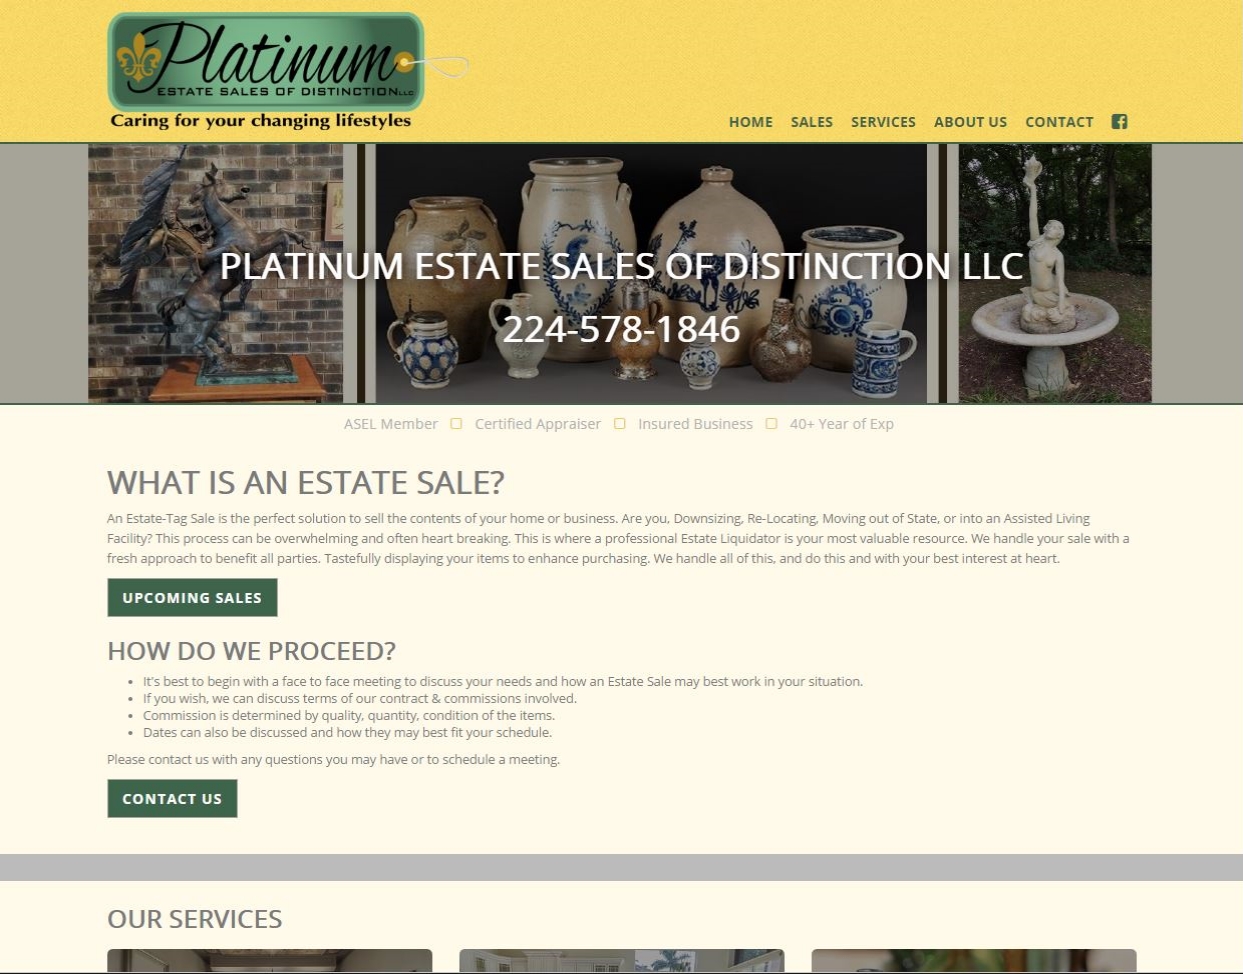 Platinum
ESTATE SALES OF DISTINCTION LLC
Caring for your changing lifestyles
HOME SALES SERVICES ABOUT US CONTACT
PLATINUM ESTATE SALES OF DISTINCTION LLC
224-578-1846
ASEL Member Certified Appraiser Insured Business 40+ Year of Exp
WHAT IS AN ESTATE SALE?
An Estate-Tag Sale is the perfect solution to sell the contents of your home or business. Are you, Downsizing, Re-Locating, Moving out of State, or into an Assisted Living
Facility? This process can be overwhelming and often heart breaking. This is where a professional Estate Liquidator is your most valuable resource. We handle your sale with a
fresh approach to benefit all parties. Tastefully displaying your items to enhance purchasing. We handle all of this, and do this and with your best interest at heart.
UPCOMING SALES
HOW DO WE PROCEED?
• It's best to begin with a face to face meeting to discuss your needs and how an Estate Sale may best work in your situation.
• If you wish, we can discuss terms of our contract & commissions involved.
• Commission is determined by quality, quantity, condition of the items.
• Dates can also be discussed and how they may best fit your schedule.
Please contact us with any questions you may have or to schedule a meeting.
CONTACT US
OUR SERVICES